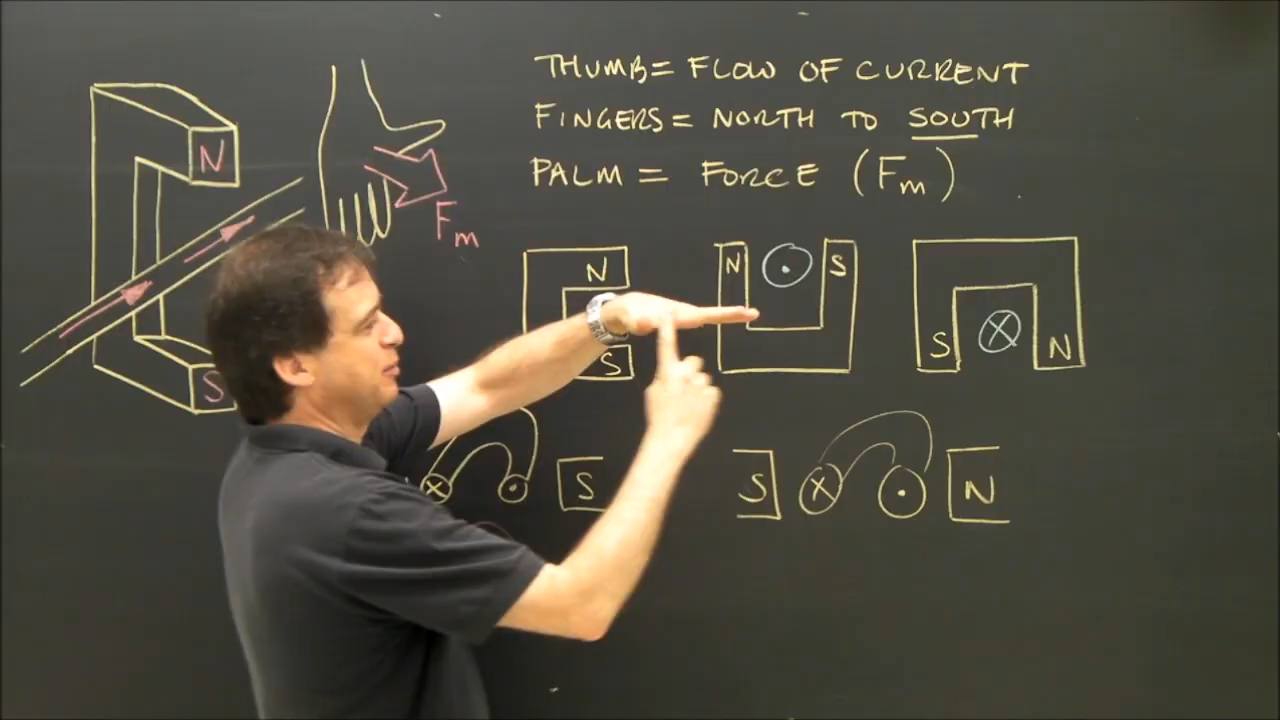 THUMB = FLOW OF CURRENT
FINGERS = NORTH TO SOUTH
PALM = FORCE (Fm)
N
Fm
S
N
S
N S
S N
S
S N